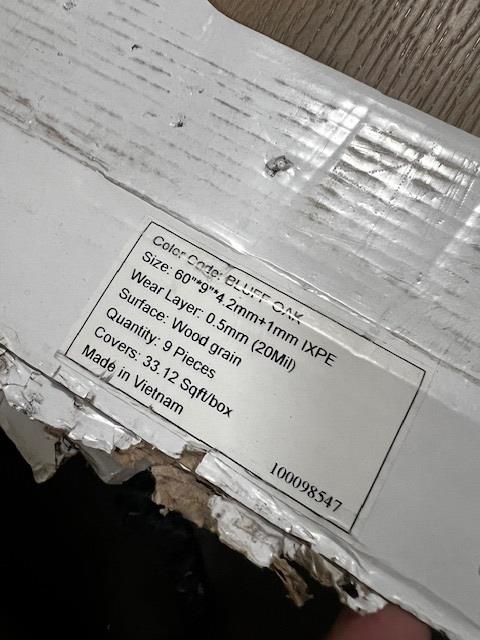 Color Code: BLUFF OAK
Size: 60"*9"*4.2mm+1mm IXPE
Wear Layer: 0.5mm (20Mil)
Surface: Wood grain
Quantity: 9 Pieces
Covers: 33.12 Sqft/box
Made in Vietnam
100098547